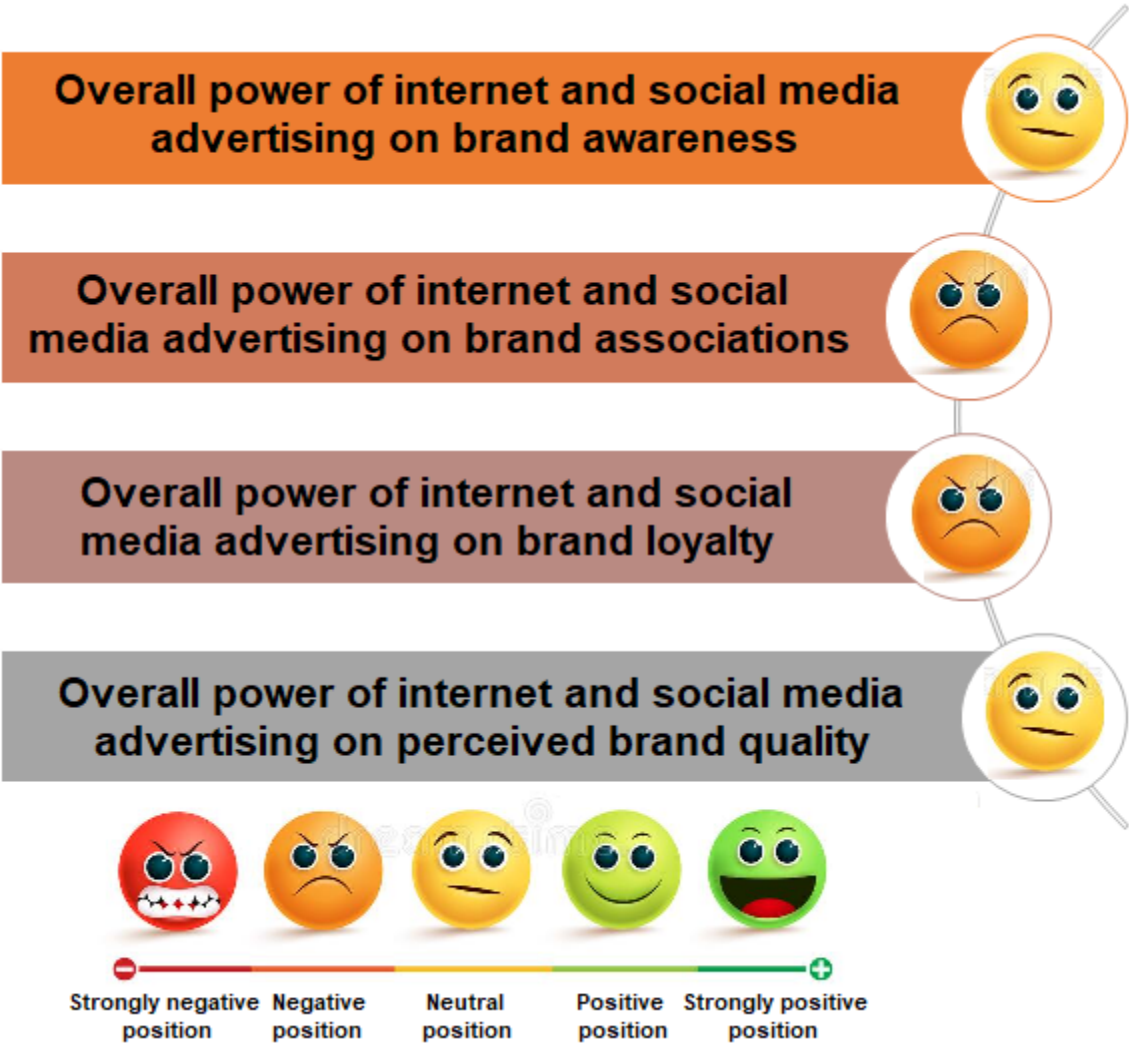 Overall power of internet and social media
advertising on brand awareness
Overall power of internet and social
media advertising on brand associations
Overall power of internet and social
media advertising on brand loyalty
Overall power of internet and social media
advertising on perceived brand quality
Strongly negative position
Negative position
Neutral position
Positive position
Strongly positive position